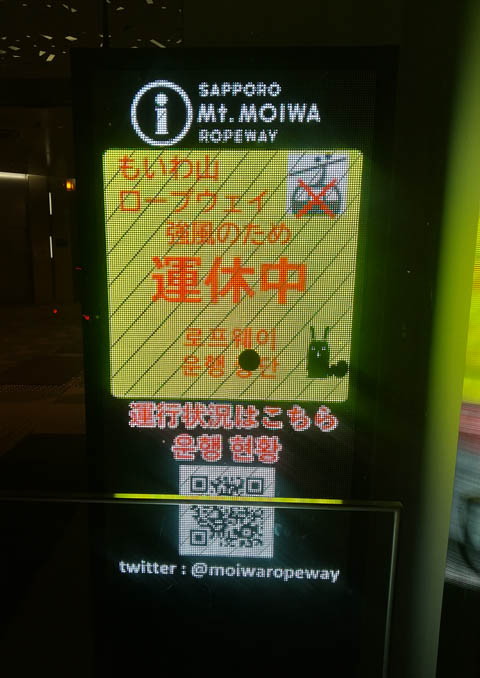 i
SAPPORO
Mt. MOIWA
ROPEWAY
もいわ山
ロープウェイ
強風のため
運休中
로프웨이
운행
運行状況はこちら
운행 현황
twitter : @moiwaropeway